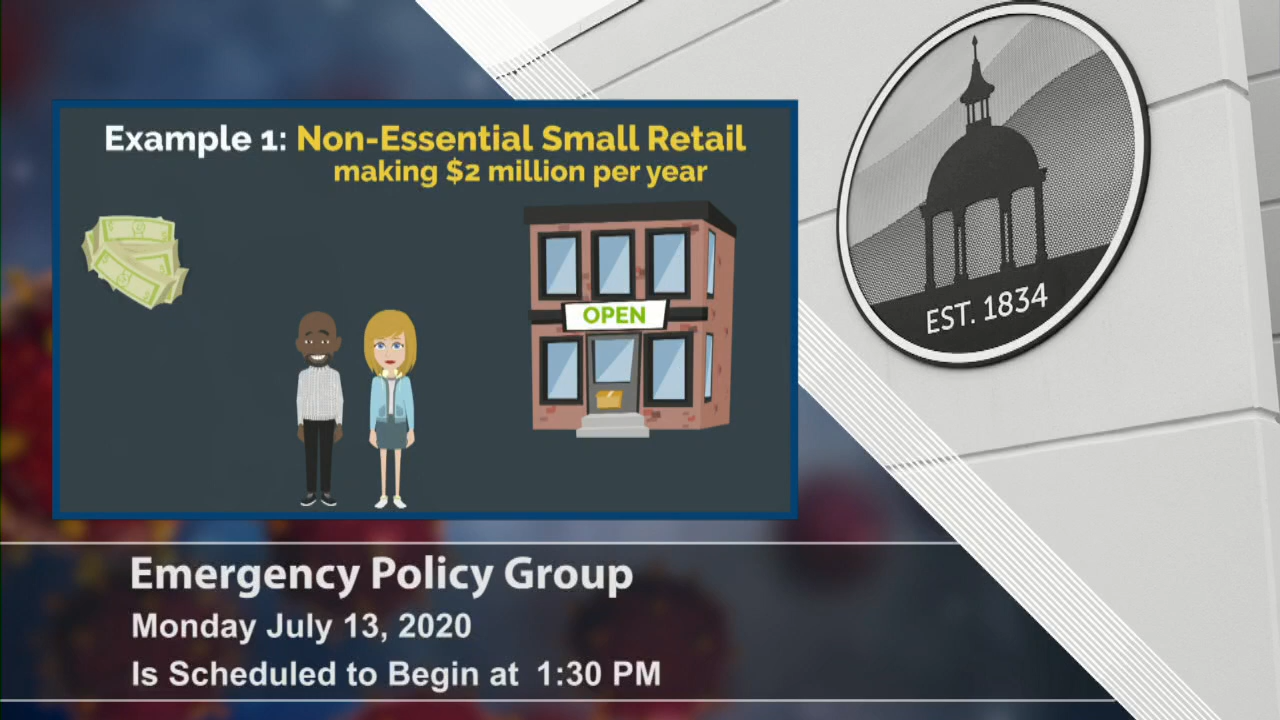 Example 1: Non-Essential Small Retail
making $2 million per year
OPEN
EST. 1834
Emergency Policy Group
Monday July 13, 2020
Is Scheduled to Begin at 1:30 PM